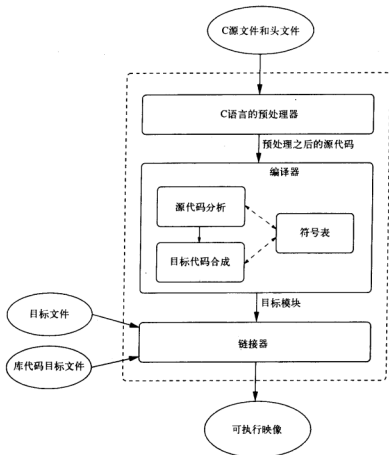 C源文件和头文件
C语言的预处理器
预处理之后的源代码
编译器
源代码分析
符号表
目标代码合成
目标模块
目标文件
链接器
库代码目标文件
可执行映像